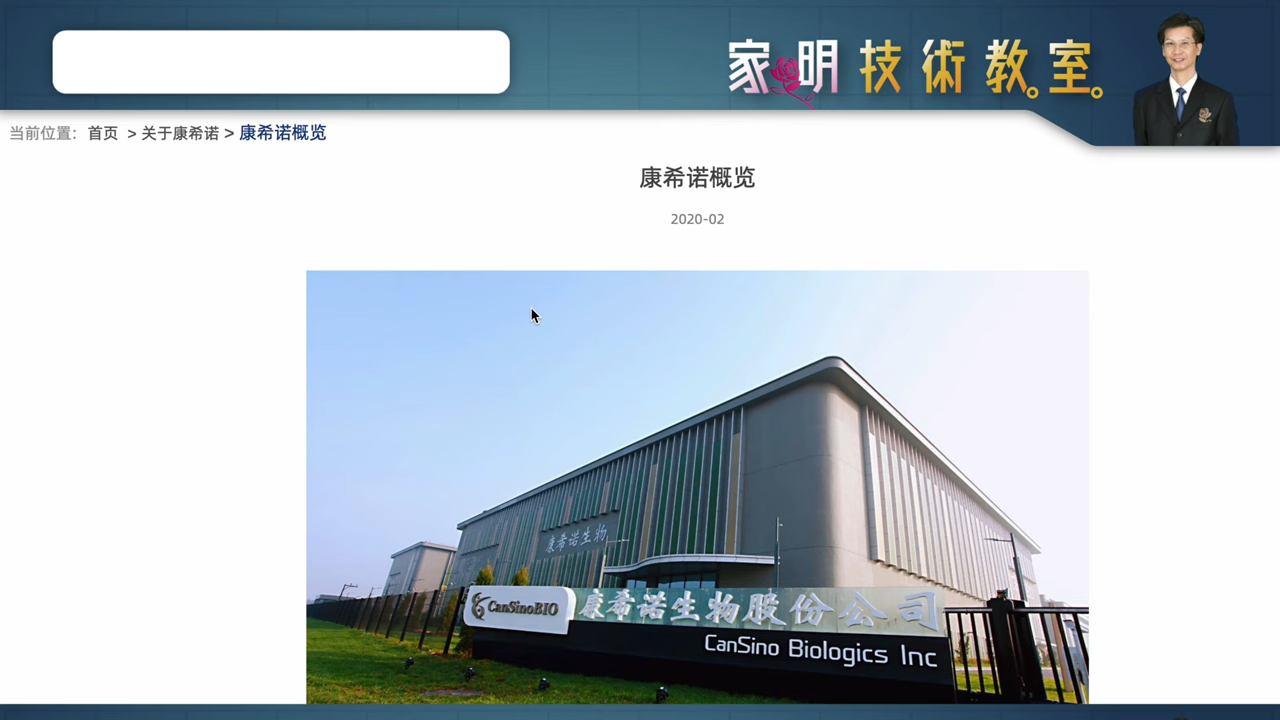 家明技術教室。
当前位置： 首页 > 关于康希诺 > 康希诺概览
康希诺概览
2020-02
康希诺生物
CanSinoBIO 康希诺生物股份公司
CanSino Biologics Inc